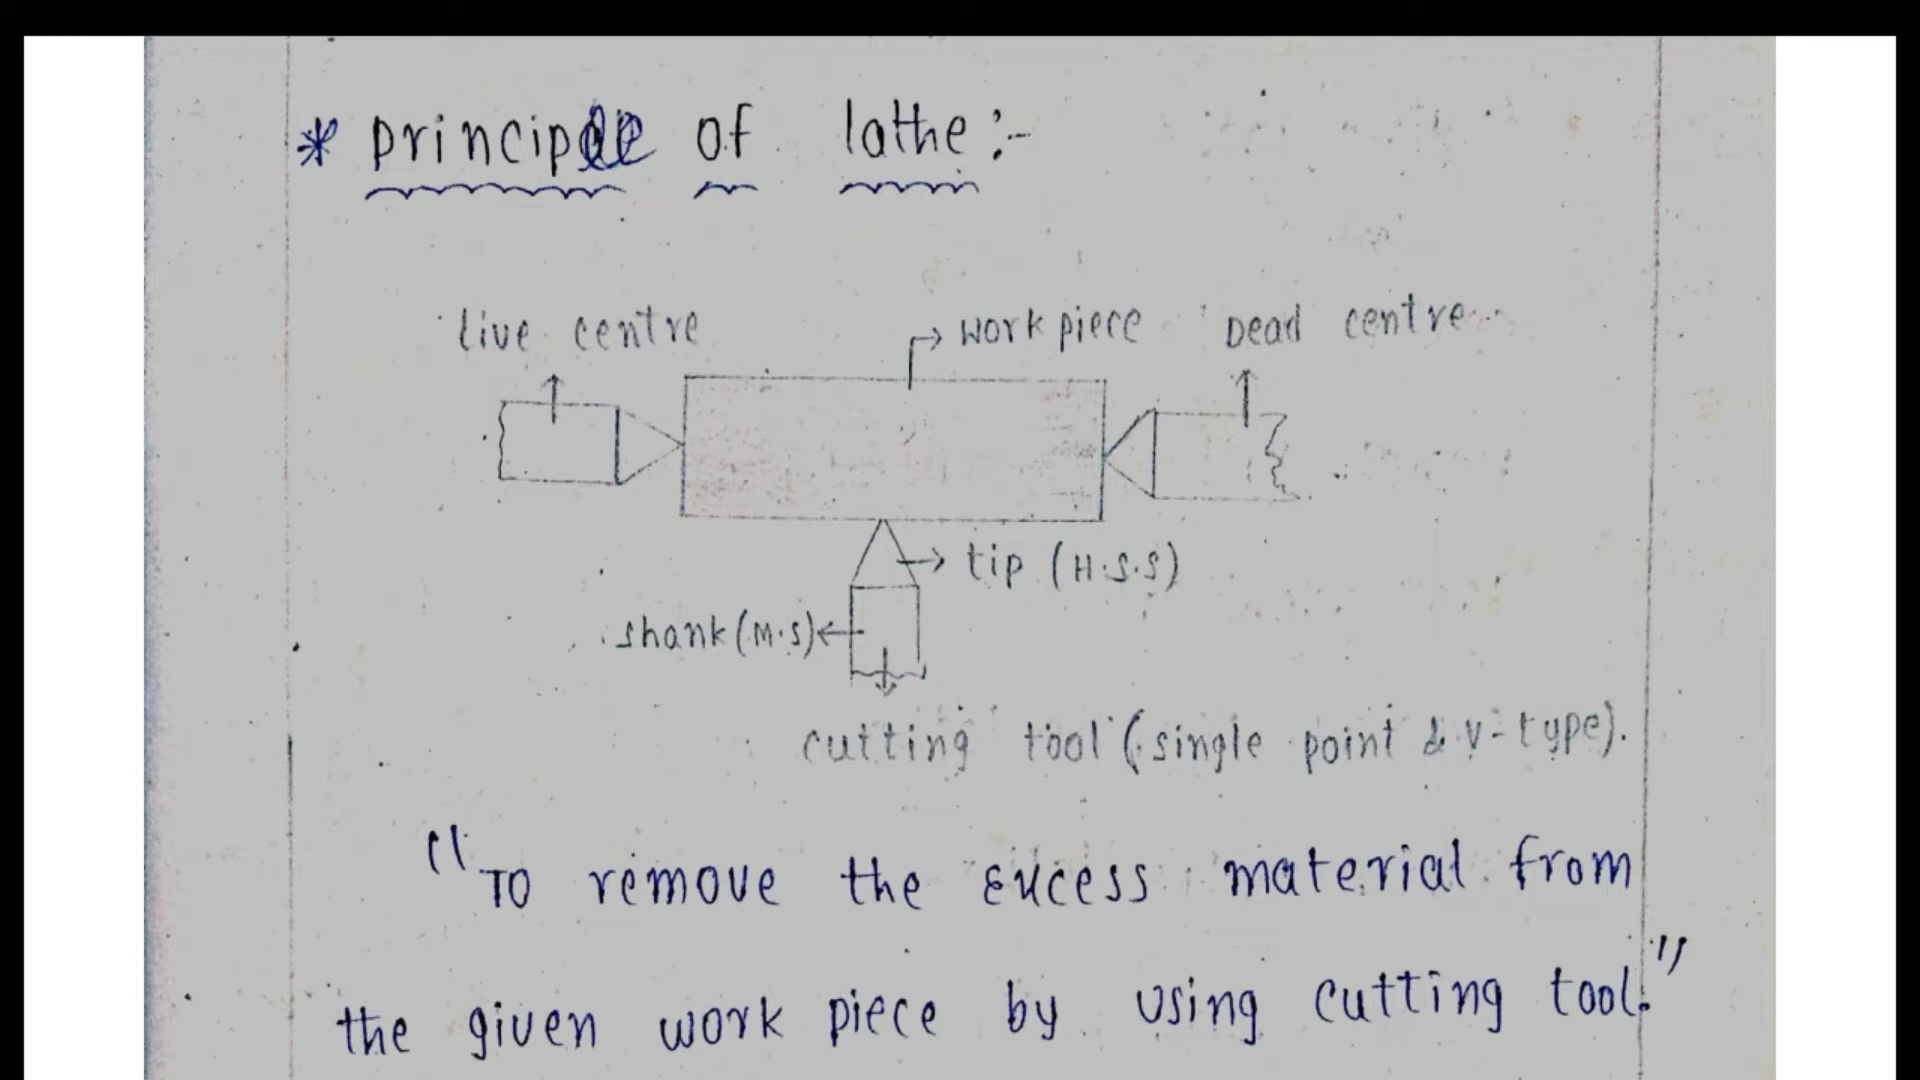 * principle of lathe :-
live centre
work piece
Dead centre
tip (H.S.S)
shank (M.S)
cutting tool (single point & V-type).
"To remove the excess material from
the given work piece by using cutting tool."